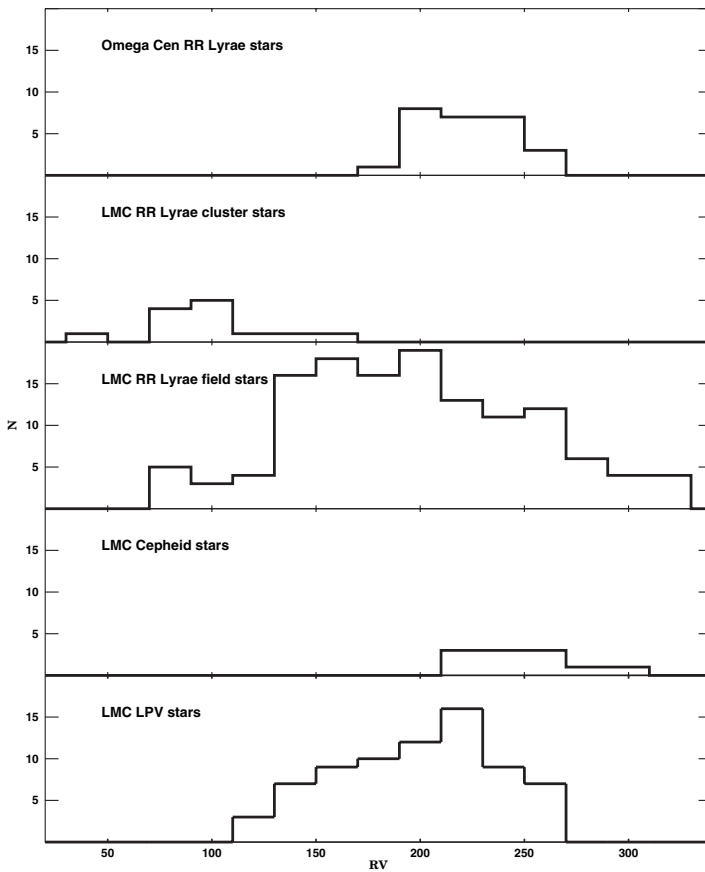 Omega Cen RR Lyrae stars
15
10
5
LMC RR Lyrae cluster stars
15
10
5
LMC RR Lyrae field stars
15
10
5
N
LMC Cepheid stars
15
10
5
LMC LPV stars
15
10
5
50 100 150 200 250 300
RV